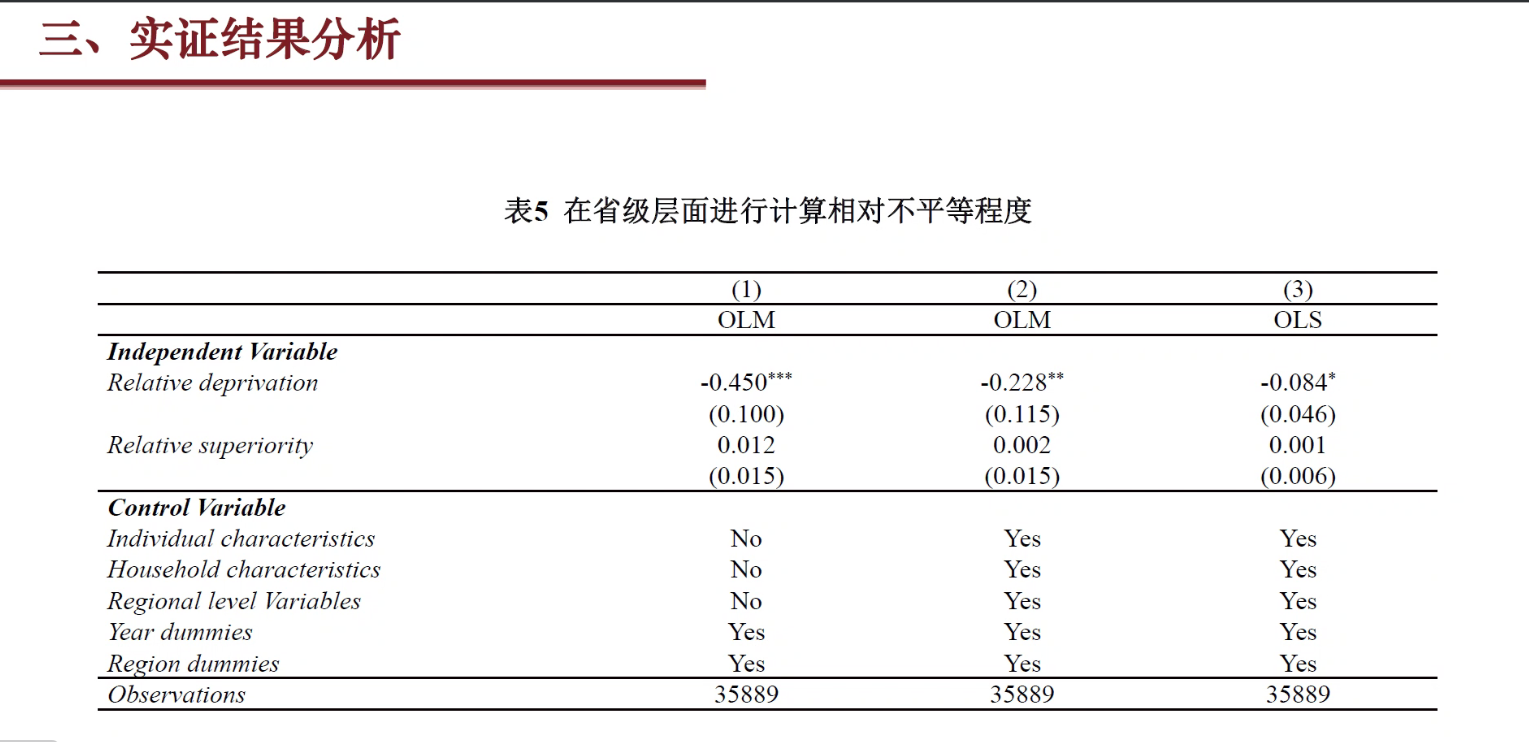 三、实证结果分析
表5 在省级层面进行计算相对不平等程度
(1) (2) (3)
OLM OLM OLS
Independent Variable
Relative deprivation -0.450*** -0.228** -0.084*
(0.100) (0.115) (0.046)
Relative superiority 0.012 0.002 0.001
(0.015) (0.015) (0.006)
Control Variable
Individual characteristics No Yes Yes
Household characteristics No Yes Yes
Regional level Variables No Yes Yes
Year dummies Yes Yes Yes
Region dummies Yes Yes Yes
Observations 35889 35889 35889